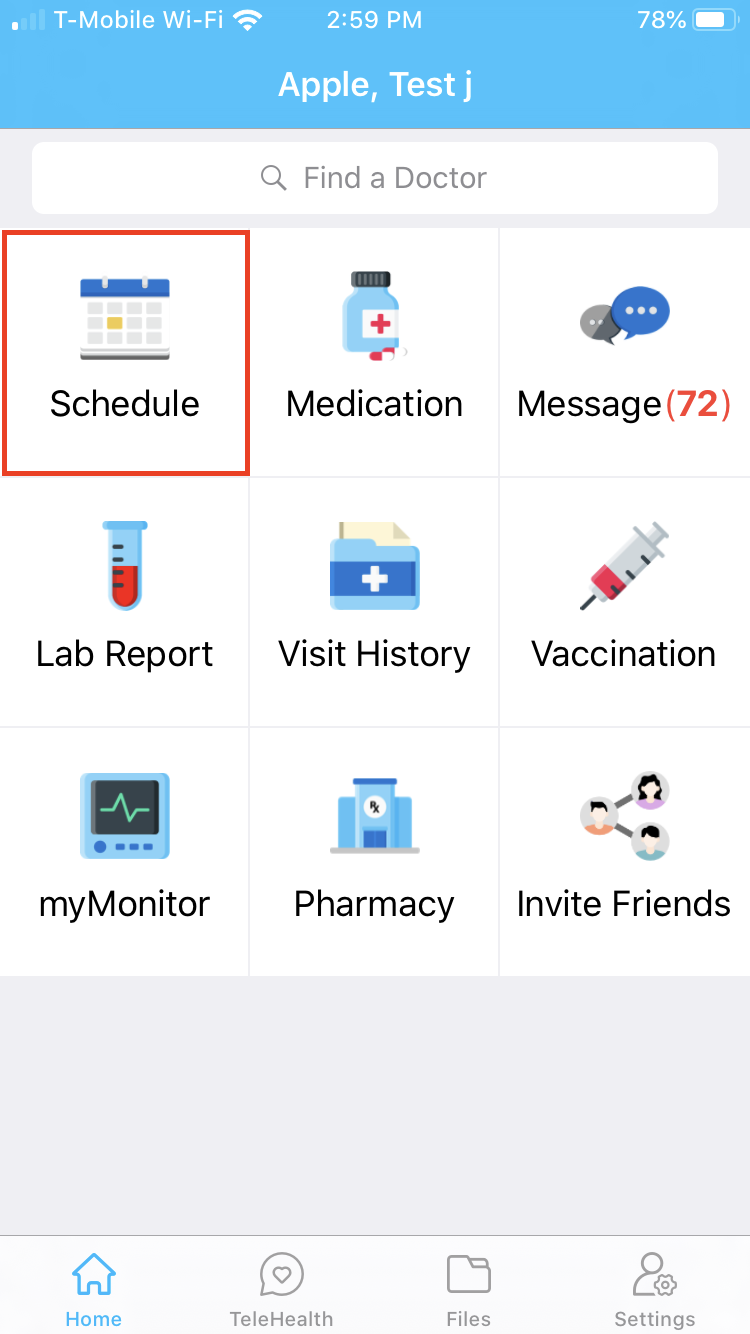 T-Mobile Wi-Fi 2:59 PM 78%
Apple, Test j
Find a Doctor
Schedule Medication Message(72)
Lab Report Visit History Vaccination
Rx
myMonitor Pharmacy Invite Friends
Home TeleHealth Files Settings